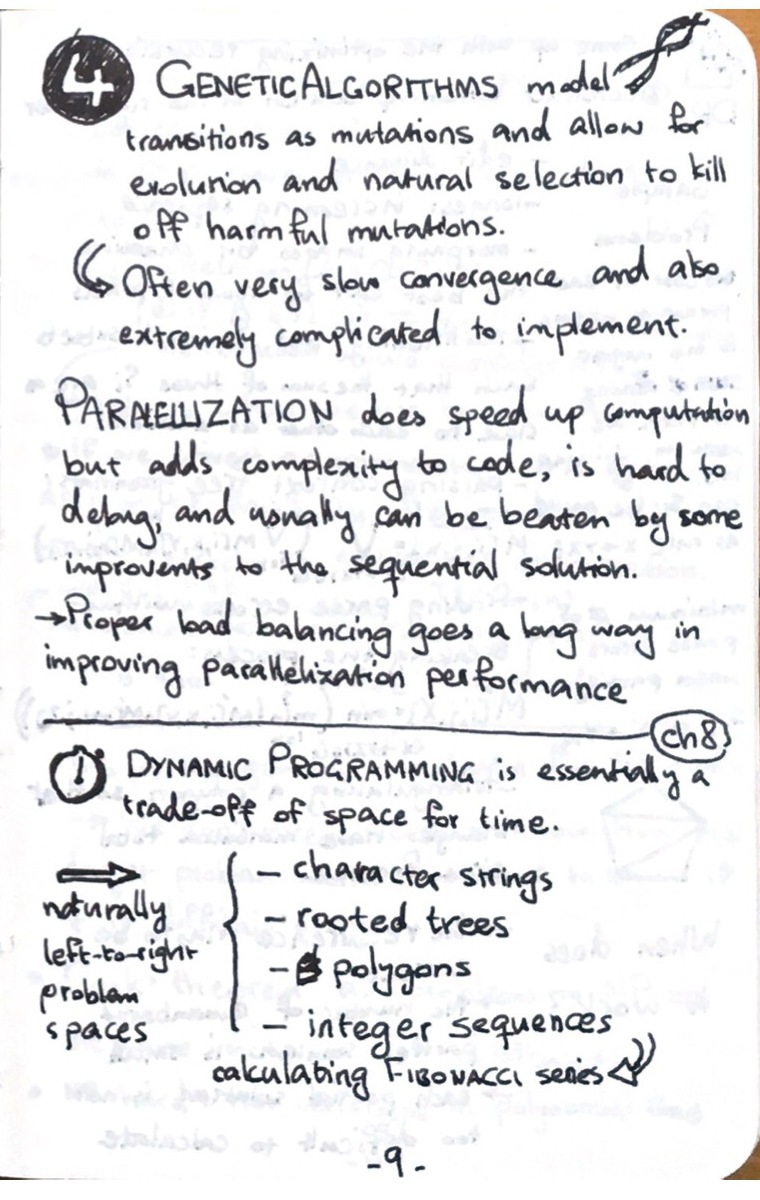 4 GENETIC ALGORITHMS model
transitions as mutations and allow for
evolution and natural selection to kill
off harmful mutations.
Often very slow convergence and also
extremely complicated to implement.
PARALELLIZATION does speed up computation
but adds complexity to code, is hard to
debug, and usually can be beaten by some
improvents to the sequential solution.
→ Proper load balancing goes a long way in
improving parallelization performance
ch8
! DYNAMIC PROGRAMMING is essentially a
trade-off of space for time.
naturally
left-to-right
problem
spaces
- character strings
- rooted trees
- polygons
- integer sequences
calculating FIBONACCI series
-9-